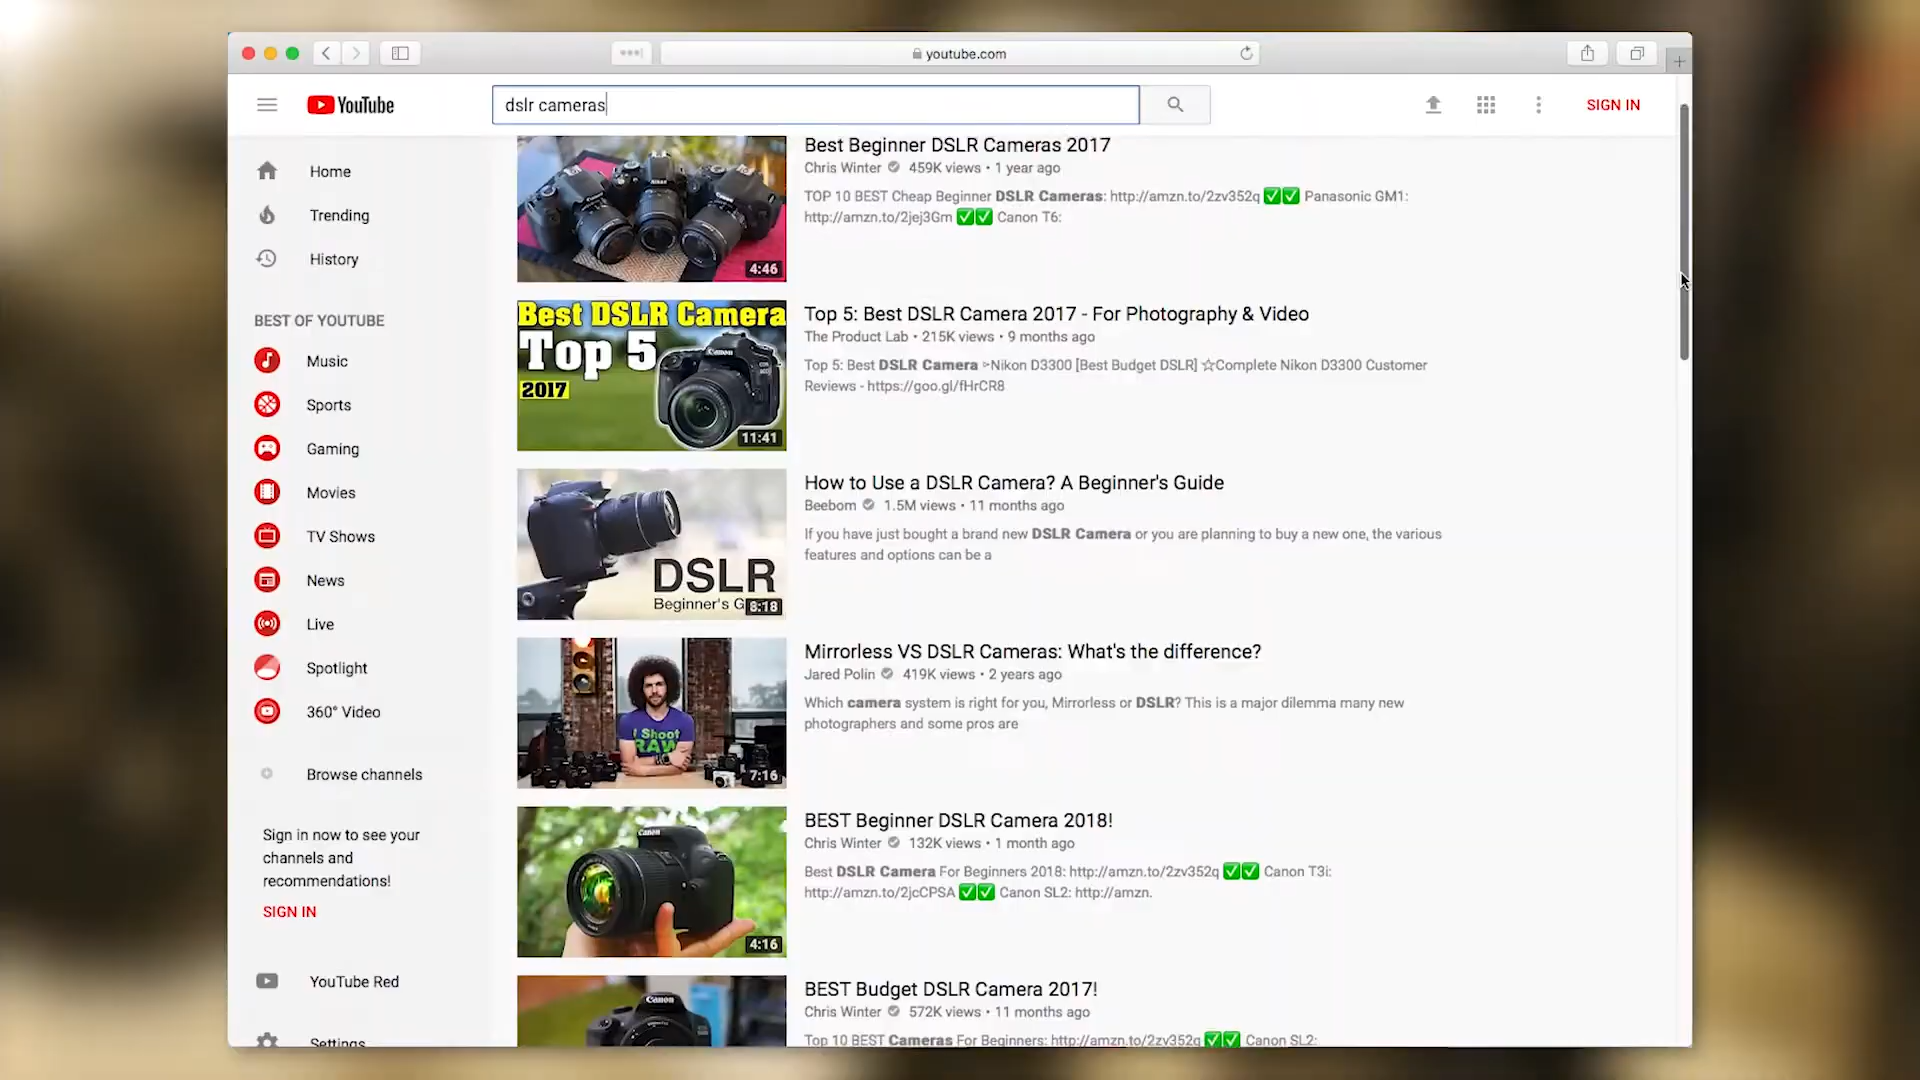 youtube.com
YouTube
dslr cameras
SIGN IN
Home
Trending
History
BEST OF YOUTUBE
Music
Sports
Gaming
Movies
TV Shows
News
Live
Spotlight
360° Video
Browse channels
Sign in now to see your
channels and
recommendations!
SIGN IN
YouTube Red
Settings
4:46
Best Beginner DSLR Cameras 2017
Chris Winter 459K views • 1 year ago
TOP 10 BEST Cheap Beginner DSLR Cameras: http://amzn.to/2zv352q ✅✅ Panasonic GM1:
http://amzn.to/2jej3Gm ✅✅ Canon T6:
Best DSLR Camera
Top 5
2017
Canon
11:41
Top 5: Best DSLR Camera 2017 - For Photography & Video
The Product Lab • 215K views • 9 months ago
Top 5: Best DSLR Camera ➢Nikon D3300 [Best Budget DSLR] ☆Complete Nikon D3300 Customer
Reviews - https://goo.gl/fHrCR8
DSLR
Beginner's G
8:18
How to Use a DSLR Camera? A Beginner's Guide
Beebom 1.5M views • 11 months ago
If you have just bought a brand new DSLR Camera or you are planning to buy a new one, the various
features and options can be a
I Shoot
RAW
7:16
Mirrorless VS DSLR Cameras: What's the difference?
Jared Polin 419K views • 2 years ago
Which camera system is right for you, Mirrorless or DSLR? This is a major dilemma many new
photographers and some pros are
Canon
4:16
BEST Beginner DSLR Camera 2018!
Chris Winter 132K views • 1 month ago
Best DSLR Camera For Beginners 2018: http://amzn.to/2zv352q ✅✅ Canon T3i:
http://amzn.to/2jcCPSA ✅✅ Canon SL2: http://amzn.
Canon
BEST Budget DSLR Camera 2017!
Chris Winter 572K views • 11 months ago
Top 10 BEST Cameras For Beginners: http://amzn.to/2zv352q ✅✅ Canon SL2: